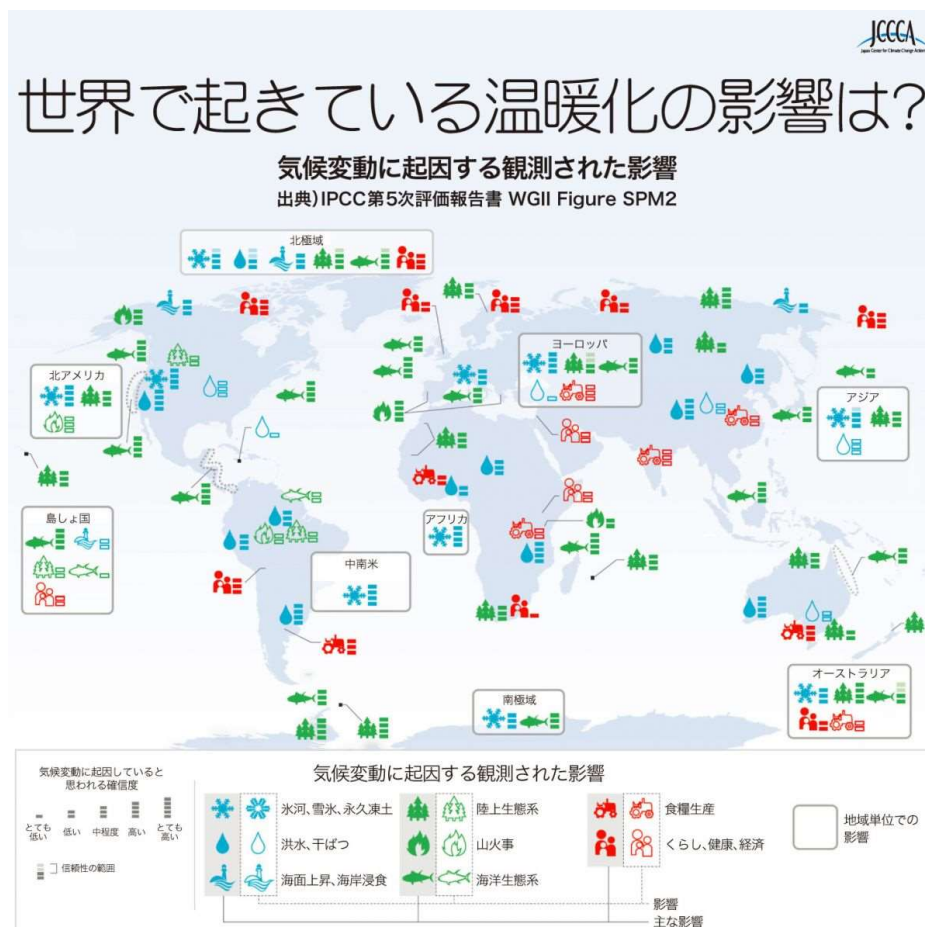 JCCCA
Japan Center for Climate Change Actions
世界で起きている温暖化の影響は?
気候変動に起因する観測された影響
出典)IPCC第5次評価報告書 WGII Figure SPM2
北極域
ヨーロッパ
北アメリカ
アジア
島しょ国
アフリカ
中南米
南極域
オーストラリア
気候変動に起因していると
思われる確信度
とても
低い
低い
中程度
高い
とても
高い
信頼性の範囲
気候変動に起因する観測された影響
氷河、雪氷、永久凍土
洪水、干ばつ
海面上昇、海岸浸食
陸上生態系
山火事
海洋生態系
食糧生産
くらし、健康、経済
影響
主な影響
地域単位での
影響